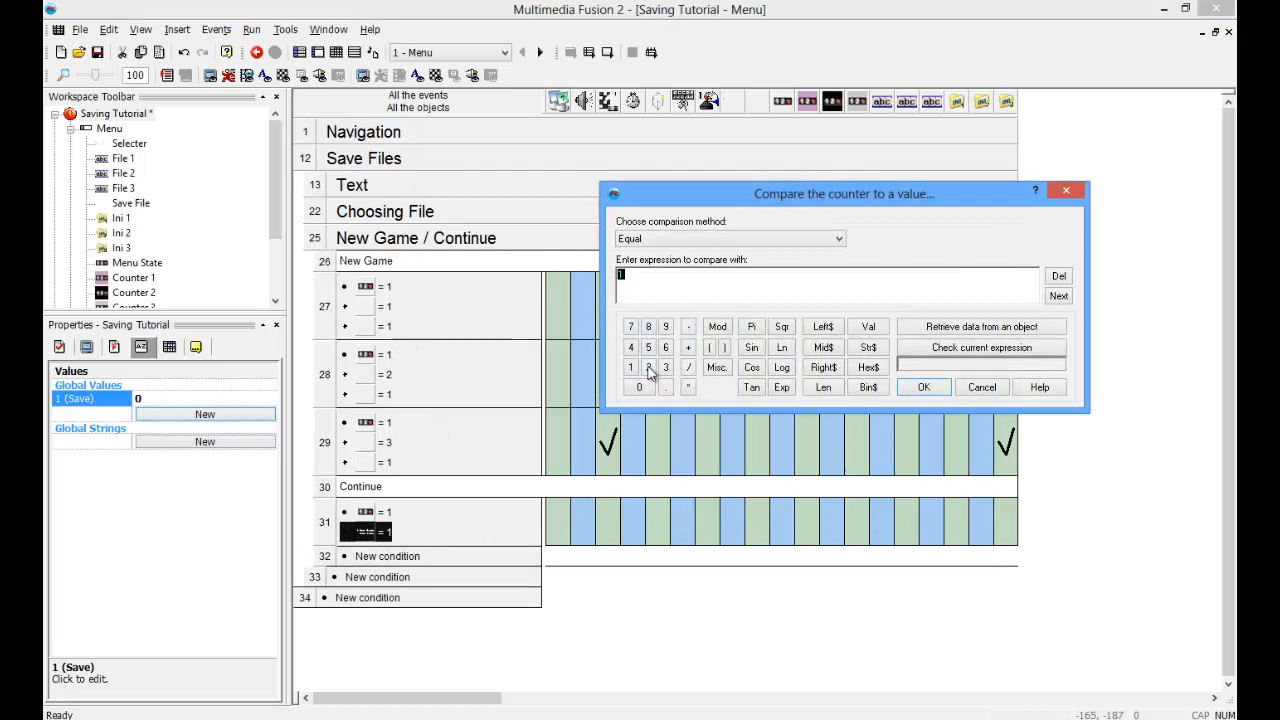 Multimedia Fusion 2 - [Saving Tutorial - Menu]
File Edit View Insert Events Run Tools Window Help
1 - Menu
100
Workspace Toolbar
Saving Tutorial *
Menu
Selecter
File 1
File 2
File 3
Save File
Ini 1
Ini 2
Ini 3
Menu State
Counter 1
Counter 2
Counter 3
Properties - Saving Tutorial
Values
Global Values
1 (Save) 0
New
Global Strings
New
1 (Save)
Click to edit.
All the events
All the objects
1 Navigation
12 Save Files
13 Text
22 Choosing File
25 New Game / Continue
26 New Game
27
= 1
+ = 1
+ = 1
28
= 1
+ = 2
+ = 1
29
= 1
+ = 3
+ = 1
30 Continue
31
= 1
= 1
32 • New condition
33 • New condition
34 • New condition
Compare the counter to a value...
Choose comparison method:
Equal
Enter expression to compare with:
1
Del
Next
7 8 9 - Mod Pi Sqr Left$ Val Retrieve data from an object
4 5 6 + ( ) Sin Ln Mid$ Str$ Check current expression
1 2 3 / Misc. Cos Log Right$ Hex$
0 . * Tan Exp Len Bin$ OK Cancel Help
Ready
-165, -187 0 CAP NUM